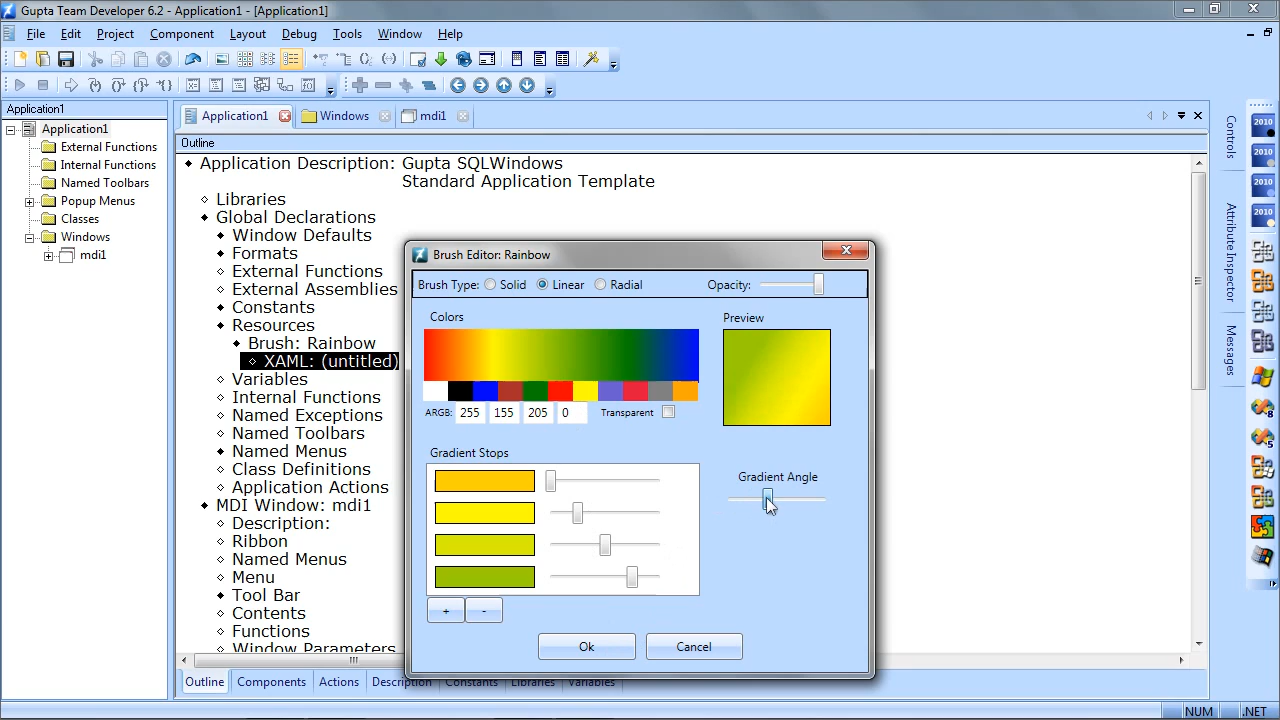 Gupta Team Developer 6.2 - Application1 - [Application1]
File Edit Project Component Layout Debug Tools Window Help
Application1
Application1
External Functions
Internal Functions
Named Toolbars
Popup Menus
Classes
Windows
mdi1
Application1 Windows mdi1
Outline
Application Description: Gupta SQLWindows
Standard Application Template
Libraries
Global Declarations
Window Defaults
Formats
External Functions
External Assemblies
Constants
Resources
Brush: Rainbow
XAML: (untitled)
Variables
Internal Functions
Named Exceptions
Named Toolbars
Named Menus
Class Definitions
Application Actions
MDI Window: mdi1
Description:
Ribbon
Named Menus
Menu
Tool Bar
Contents
Functions
Window Parameters
Outline Components Actions Description Constants Libraries Variables
Brush Editor: Rainbow
Brush Type: Solid Linear Radial Opacity:
Colors
Preview
ARGB: 255 155 205 0 Transparent
Gradient Stops
Gradient Angle
+ -
Ok Cancel
Controls
Attribute Inspector
Messages
2010
2010
2010
2010
NUM .NET